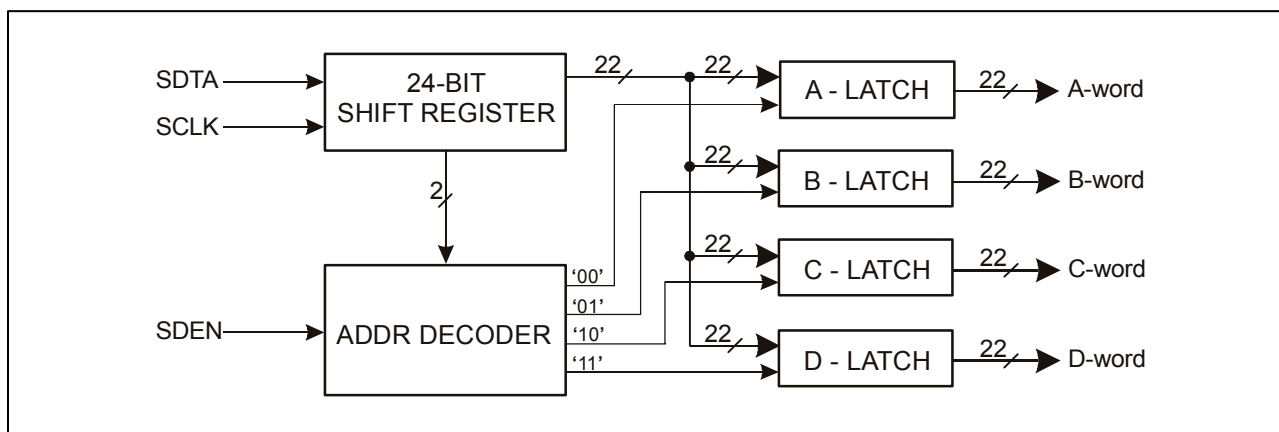 SDTA
SCLK
24-BIT
SHIFT REGISTER
22
22
A - LATCH
22
A-word
2
22
B - LATCH
22
B-word
22
C - LATCH
22
C-word
SDEN
ADDR DECODER
‘00’
‘01’
‘10’
‘11’
22
D - LATCH
22
D-word